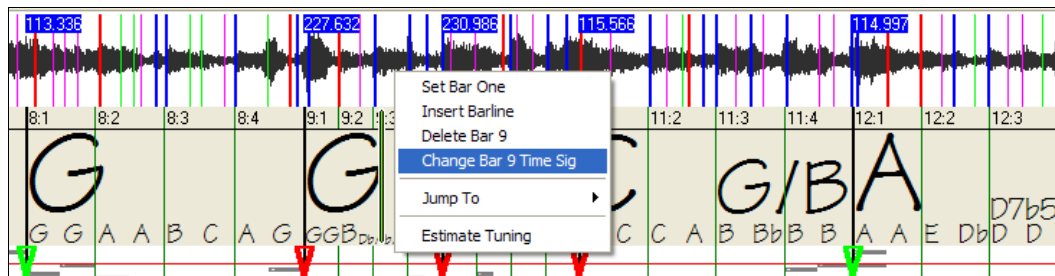 113.336 227.632 230.986 115.566 114.997
8:1 8:2 8:3 8:4 9:1 9:2 11:2 11:3 11:4 12:1 12:2 12:3
Set Bar One
Insert Barline
Delete Bar 9
Change Bar 9 Time Sig
Jump To
Estimate Tuning
G G C G/B A D7b5
G G A A B C A G G G B C C A B Bb B B A A E Db D D